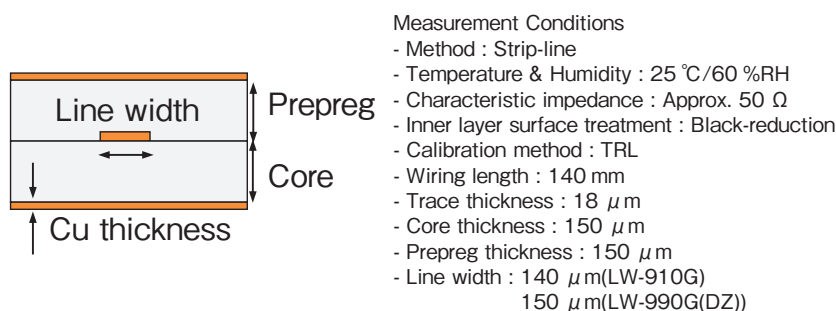 Line width
Prepreg
Core
Cu thickness
Measurement Conditions
- Method : Strip-line
- Temperature & Humidity : 25 ℃/60 %RH
- Characteristic impedance : Approx. 50 Ω
- Inner layer surface treatment : Black-reduction
- Calibration method : TRL
- Wiring length : 140 mm
- Trace thickness : 18 μm
- Core thickness : 150 μm
- Prepreg thickness : 150 μm
- Line width : 140 μm(LW-910G)
150 μm(LW-990G(DZ))